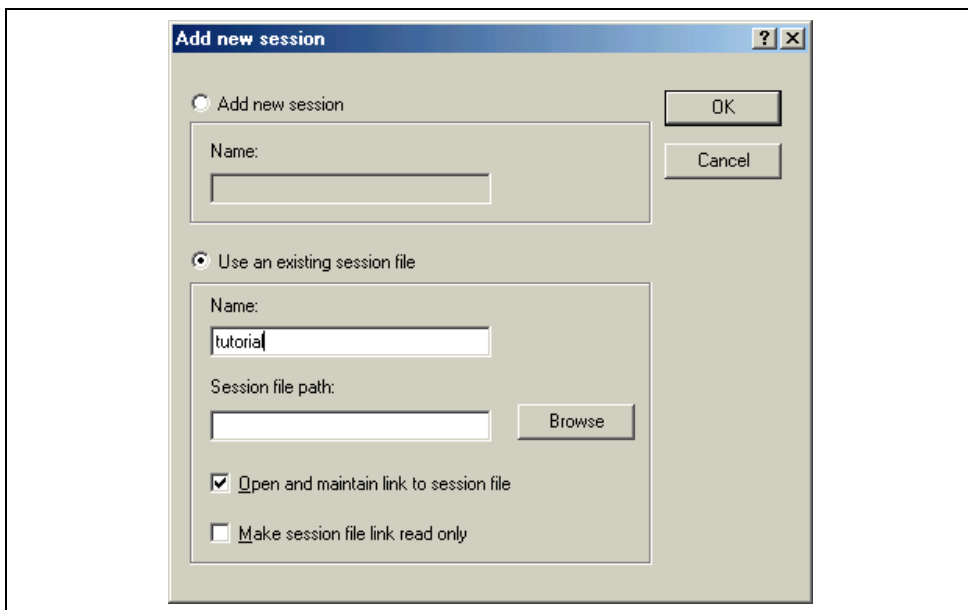 Add new session
Add new session
OK
Name:
Cancel
Use an existing session file
Name:
tutorial
Session file path:
Browse
Open and maintain link to session file
Make session file link read only